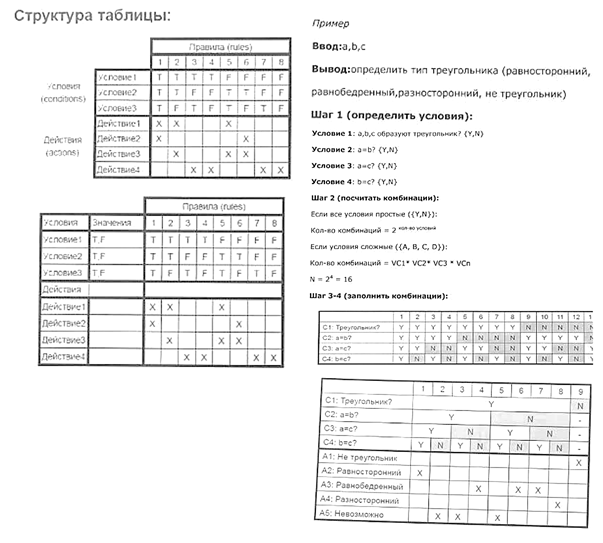 Структура таблицы:
Правила (rules)
1 2 3 4 5 6 7 8
Условия (conditions)
Условие1 T T T T F F F F
Условие2 T T F F T T F F
Условие3 T F T F T F T F
Действия (actions)
Действие1 X X X
Действие2 X X
Действие3 X X X
Действие4 X X X X
Правила (rules)
Условия Значения 1 2 3 4 5 6 7 8
Условие1 T,F T T T T F F F F
Условие2 T,F T T F F T T F F
Условие3 T,F T F T F T F T F
Действия
Действие1 X X X
Действие2 X X
Действие3 X X X
Действие4 X X X X
Пример
Ввод:a,b,c
Вывод:определить тип треугольника (равносторонний,
равнобедренный,разносторонний, не треугольник)
Шаг 1 (определить условия):
Условие 1: a,b,c образуют треугольник? {Y,N}
Условие 2: a=b? {Y,N}
Условие 3: a=c? {Y,N}
Условие 4: b=c? {Y,N}
Шаг 2 (посчитать комбинации):
Если все условия простые ({Y,N}):
Кол-во комбинаций = 2 кол-во условий
Если условия сложные ({A, B, C, D}):
Кол-во комбинаций = VC1* VC2* VC3 * VCn
N = 2⁴ = 16
Шаг 3-4 (заполнить комбинации):
1 2 3 4 5 6 7 8 9 10 11 12
C1: Треугольник? Y Y Y Y Y Y Y Y N N N N
C2: a=b? Y Y Y Y N N N N Y Y Y Y
C3: a=c? Y Y N N Y Y N N Y Y N N
C4: b=c? Y N Y N Y N Y N Y N Y N
1 2 3 4 5 6 7 8 9
C1: Треугольник? Y N
C2: a=b? Y N -
C3: a=c? Y N Y N -
C4: b=c? Y N Y N Y N Y N -
A1: Не треугольник X
A2: Равносторонний X
A3: Равнобедренный X X X
A4: Разносторонний X
A5: Невозможно X X X